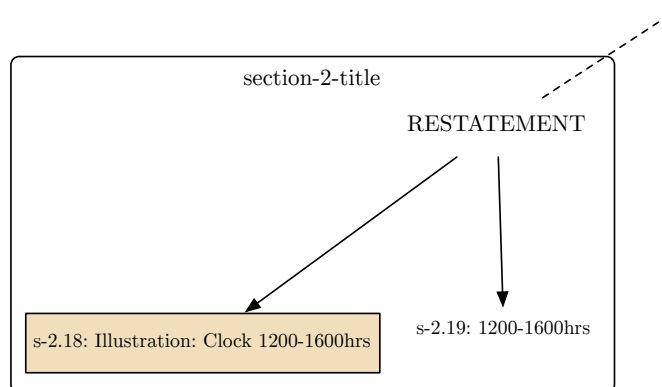 section-2-title
RESTATEMENT
s-2.18: Illustration: Clock 1200-1600hrs
s-2.19: 1200-1600hrs